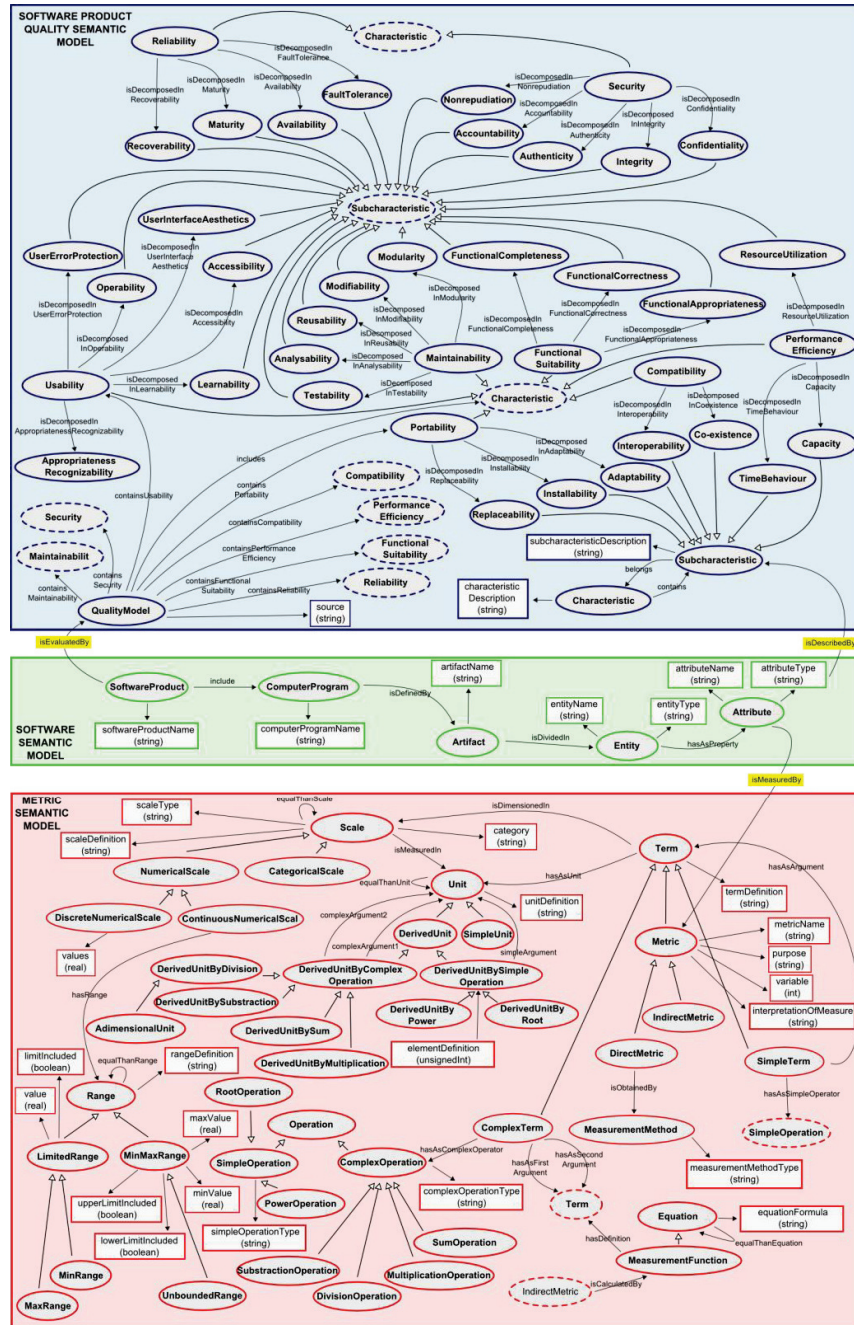 SOFTWARE PRODUCT
QUALITY SEMANTIC
MODEL
Reliability
Characteristic
isDecomposedIn
FaultTolerance
isDecomposedIn
Maturity
isDecomposedIn
Availability
isDecomposedIn
Recoverability
FaultTolerance
Maturity
Availability
Recoverability
Nonrepudiation
isDecomposedIn
Nonrepudiation
Security
isDecomposedIn
Confidentiality
Accountability
isDecomposedIn
Accountability
isDecomposed
InIntegrity
isDecomposedIn
Authenticity
Authenticity
Integrity
Confidentiality
Subcharacteristic
UserInterfaceAesthetics
UserErrorProtection
isDecomposedIn
UserInterface
Aesthetics
Accessibility
Operability
isDecomposedIn
UserErrorProtection
isDecomposed
InOperability
isDecomposedIn
Accessibility
Usability
isDecomposed
InLearnability
Learnability
isDecomposedIn
AppropriatenessRecognizability
Appropriateness
Recognizability
Modularity
Modifiability
isDecomposed
InModularity
isDecomposed
InModifiability
Reusability
isDecomposed
InReusability
Analysability
isDecomposed
InAnalysability
Maintainability
Testability
isDecomposed
InTestability
FunctionalCompleteness
FunctionalCorrectness
isDecomposedIn
FunctionalCompleteness
isDecomposedIn
FunctionalCorrectness
FunctionalAppropriateness
isDecomposedIn
FunctionalAppropriateness
Functional
Suitability
ResourceUtilization
isDecomposedIn
ResourceUtilization
Performance
Efficiency
isDecomposedIn
Capacity
isDecomposedIn
TimeBehaviour
Capacity
TimeBehaviour
Compatibility
isDecomposedIn
Interoperability
isDecomposed
InCoexistence
Interoperability
Co-existence
Characteristic
Portability
isDecomposed
InAdaptability
isDecomposedIn
Installability
isDecomposedIn
Replaceability
Adaptability
Installability
Replaceability
includes
contains
Portability
containsUsability
containsCompatibility
Compatibility
containsPerformance
Efficiency
Performance
Efficiency
containsFunctional
Suitability
Functional
Suitability
containsReliability
Reliability
Security
Maintainabilit
contains
Security
contains
Maintainability
QualityModel
source
(string)
subcharacteristicDescription
(string)
Subcharacteristic
belongs
contains
characteristic
Description
(string)
Characteristic
isEvaluatedBy
isDescribedBy
SoftwareProduct
include
ComputerProgram
isDefinedBy
artifactName
(string)
softwareProductName
(string)
computerProgramName
(string)
Artifact
isDividedIn
entityName
(string)
Entity
entityType
(string)
hasAsProperty
attributeName
(string)
attributeType
(string)
Attribute
SOFTWARE
SEMANTIC
MODEL
isMeasuredBy
METRIC
SEMANTIC
MODEL
scaleType
(string)
equalThanScale
scaleDefinition
(string)
Scale
category
(string)
isDimensionedIn
isMeasuredIn
NumericalScale
CategoricalScale
equalThanUnit
Unit
hasAsUnit
Term
hasAsArgument
unitDefinition
(string)
termDefinition
(string)
DiscreteNumericalScale
ContinuousNumericalScal
values
(real)
complexArgument2
complexArgument1
DerivedUnit
SimpleUnit
simpleArgument
Metric
metricName
(string)
purpose
(string)
variable
(int)
interpretationOfMeasure
(string)
hasRange
DerivedUnitByDivision
DerivedUnitBySubstraction
DerivedUnitByComplex
Operation
DerivedUnitBySimple
Operation
AdimensionalUnit
DerivedUnitBySum
DerivedUnitByMultiplication
DerivedUnitBy
Power
DerivedUnitBy
Root
elementDefinition
(unsignedInt)
IndirectMetric
DirectMetric
SimpleTerm
isObtainedBy
hasAsSimpleOperator
MeasurementMethod
SimpleOperation
measurementMethodType
(string)
limitIncluded
(boolean)
equalThanRange
rangeDefinition
(string)
value
(real)
Range
LimitedRange
MinMaxRange
maxValue
(real)
minValue
(real)
upperLimitIncluded
(boolean)
lowerLimitIncluded
(boolean)
MinRange
MaxRange
UnboundedRange
RootOperation
Operation
SimpleOperation
ComplexOperation
PowerOperation
simpleOperationType
(string)
hasAsComplexOperator
complexOperationType
(string)
ComplexTerm
hasAsFirst
Argument
hasAsSecond
Argument
Term
SumOperation
SubstractionOperation
MultiplicationOperation
DivisionOperation
Equation
equationFormula
(string)
equalThanEquation
hasDefinition
MeasurementFunction
isCalculatedBy
IndirectMetric